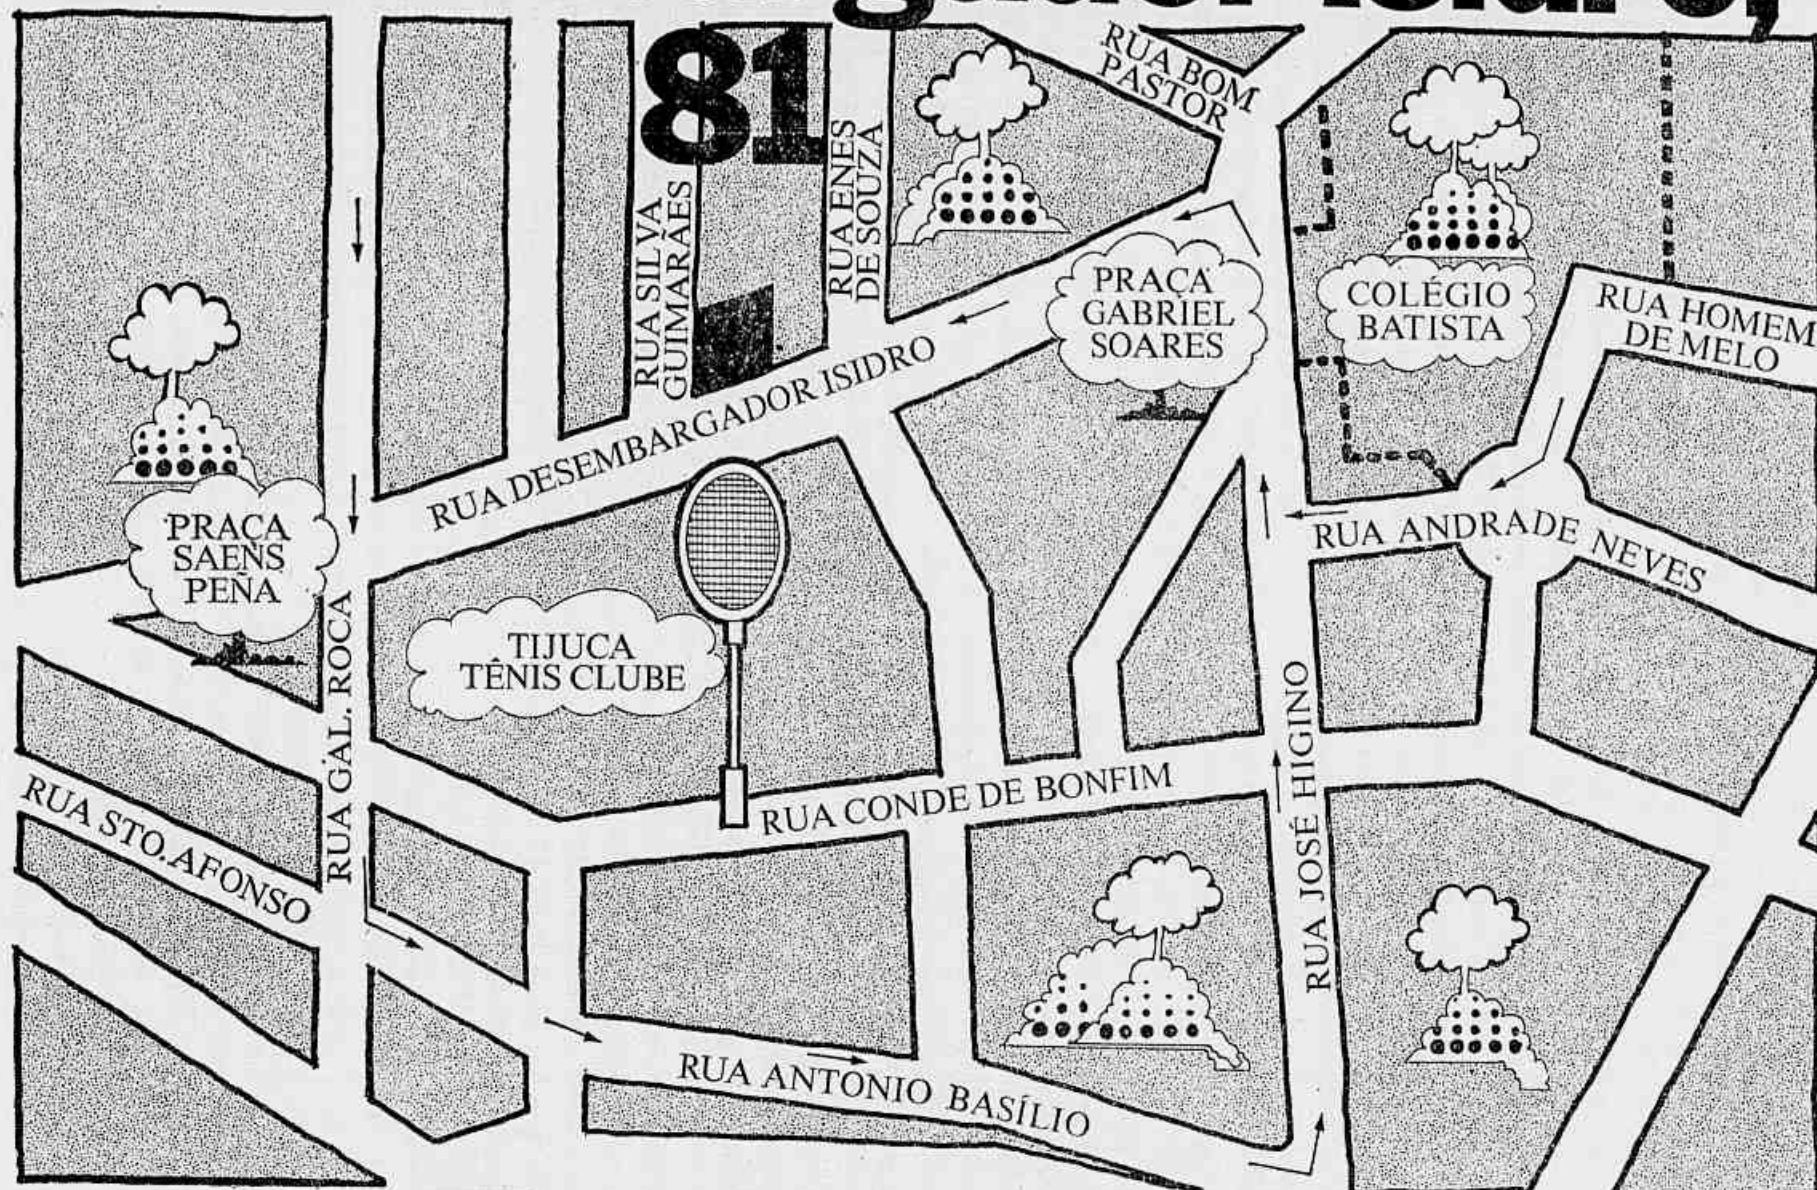 81
RUA BOM
PASTOR
RUA SILVA
GUIMARÃES
RUA ENES
DE SOUZA
PRAÇA
GABRIEL
SOARES
COLÉGIO
BATISTA
RUA HOMEM
DE MELO
RUA DESEMBARGADOR ISIDRO
PRAÇA
SAEÑS
PEÑA
RUA ANDRADE NEVES
TIJUCA
TÊNIS CLUBE
RUA GAL. ROCA
RUA CONDE DE BONFIM
RUA JOSÉ HIGINO
RUA STO. AFONSO
RUA ANTONIO BASÍLIO